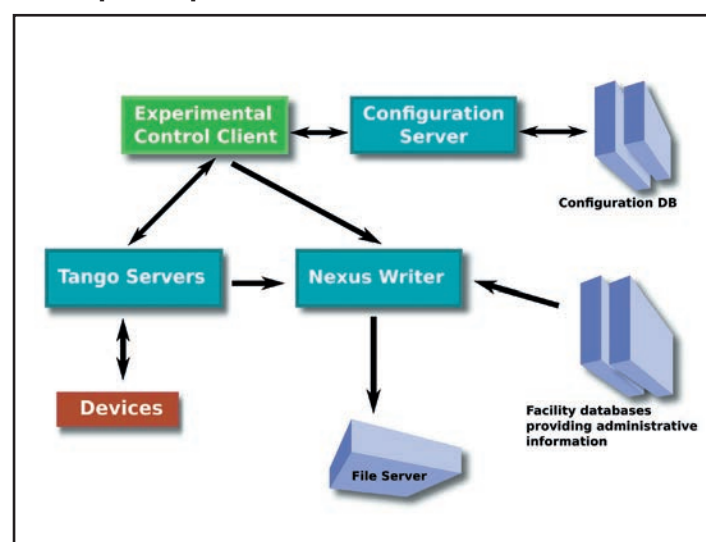 Experimental
Control Client
Configuration
Server
Configuration DB
Tango Servers
Nexus Writer
Devices
Facility databases
providing administrative
information
File Server